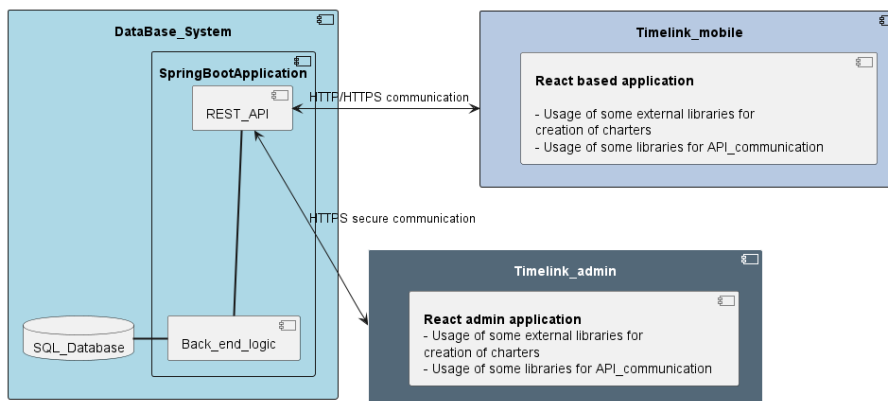 DataBase_System
SpringBootApplication
REST_API
Back_end_logic
SQL_Database
HTTP/HTTPS communication
HTTPS secure communication
Timelink_mobile
React based application
- Usage of some external libraries for
creation of charters
- Usage of some libraries for API_communication
Timelink_admin
React admin application
- Usage of some external libraries for
creation of charters
- Usage of some libraries for API_communication